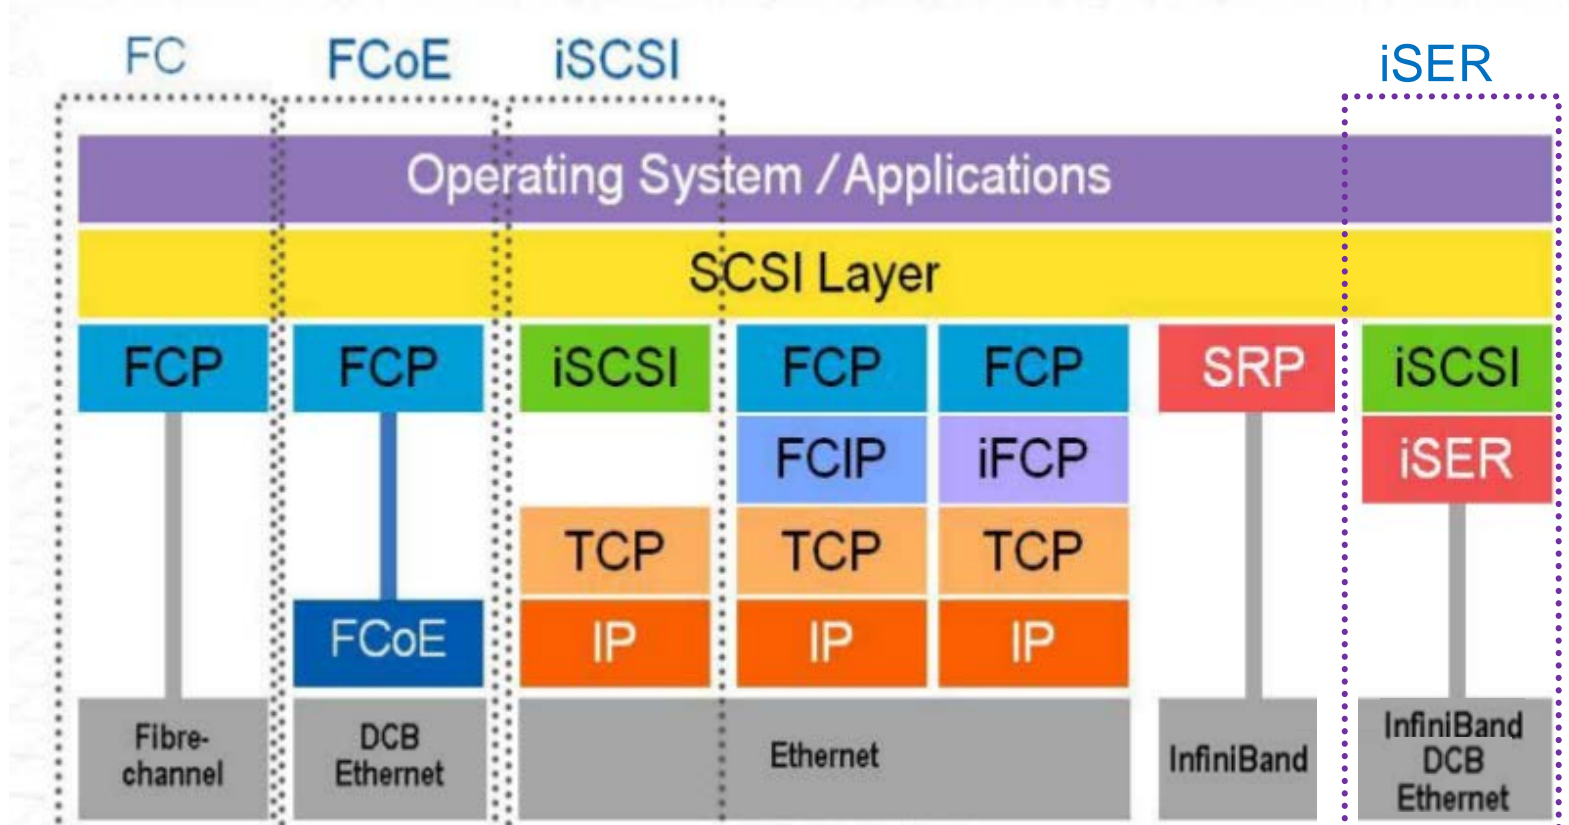 FC
FCoE
iSCSI
iSER
Operating System / Applications
SCSI Layer
FCP
FCP
iSCSI
FCP
FCP
SRP
iSCSI
FCIP
iFCP
iSER
TCP
TCP
TCP
FCoE
IP
IP
IP
Fibre-
channel
DCB
Ethernet
Ethernet
InfiniBand
InfiniBand
DCB
Ethernet